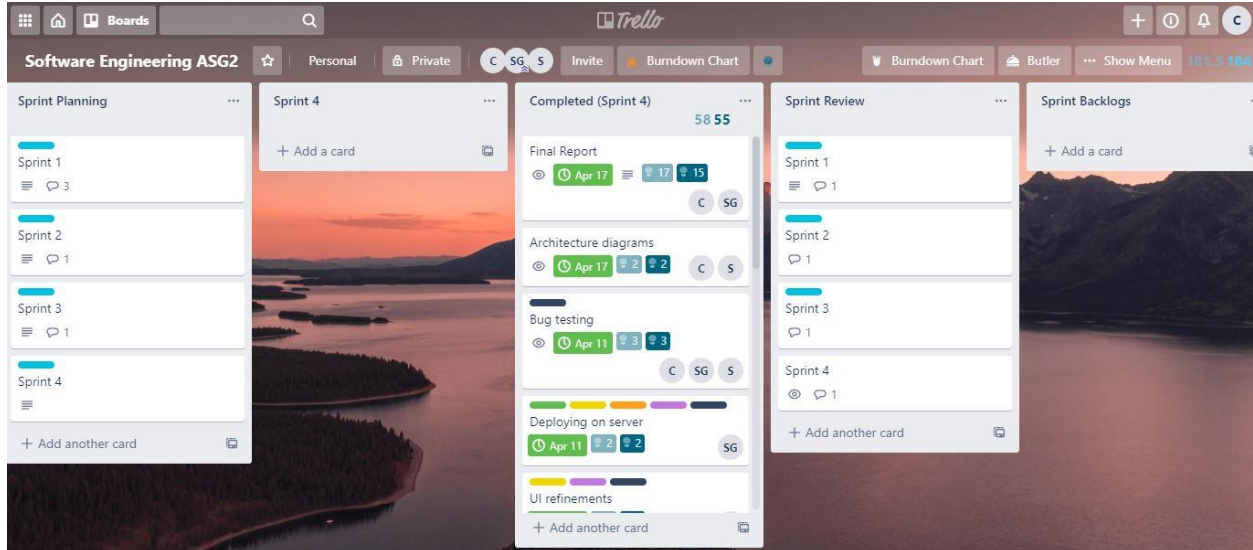 Boards
Trello
C
Software Engineering ASG2
Personal
Private
C SG S
Invite
Burndown Chart
Burndown Chart
Butler
··· Show Menu
181.5 184
Sprint Planning ···
Sprint 1
3
Sprint 2
1
Sprint 3
1
Sprint 4
+ Add another card
Sprint 4 ···
+ Add a card
Completed (Sprint 4) ···
58 55
Final Report
Apr 17 17 15
C SG
Architecture diagrams
Apr 17 2 2 C S
Bug testing
Apr 11 3 3
C SG S
Deploying on server
Apr 11 2 2 SG
UI refinements
+ Add another card
Sprint Review ···
Sprint 1
1
Sprint 2
1
Sprint 3
1
Sprint 4
1
+ Add another card
Sprint Backlogs
+ Add a card